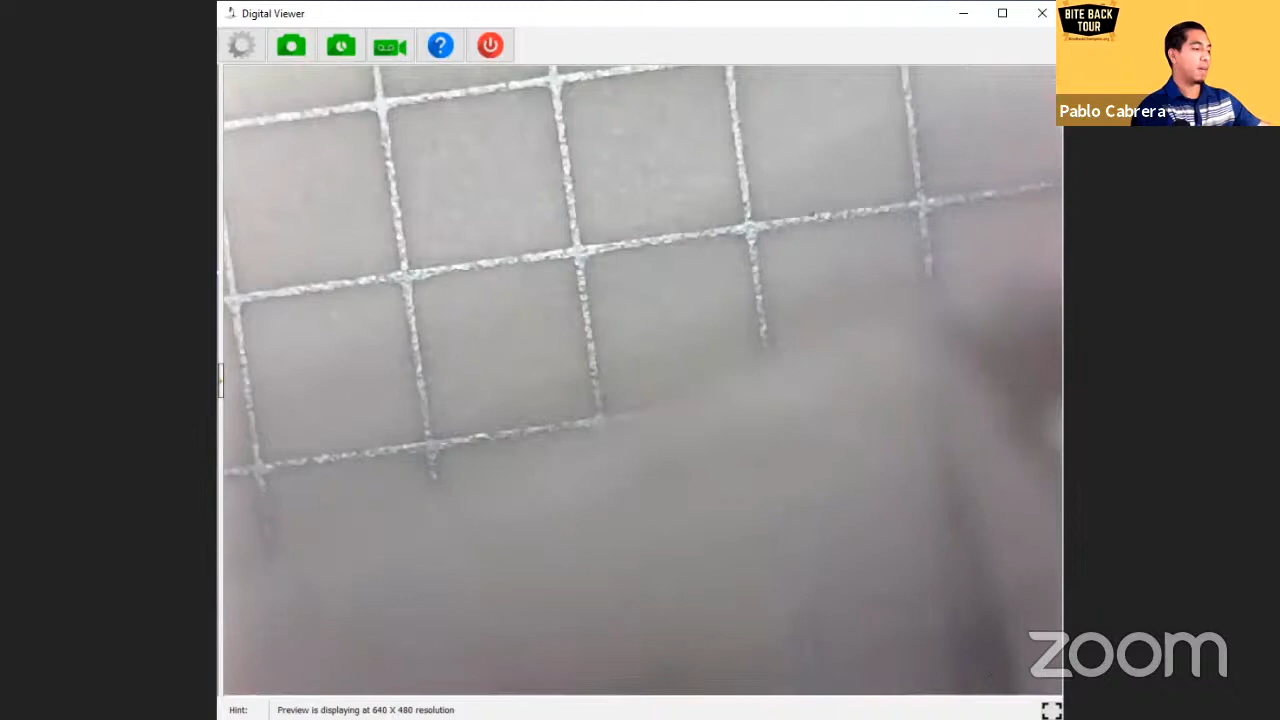 Digital Viewer
BITE BACK
TOUR
Pablo Cabrera
zoom
Hint:
Preview is displaying at 640 X 480 resolution